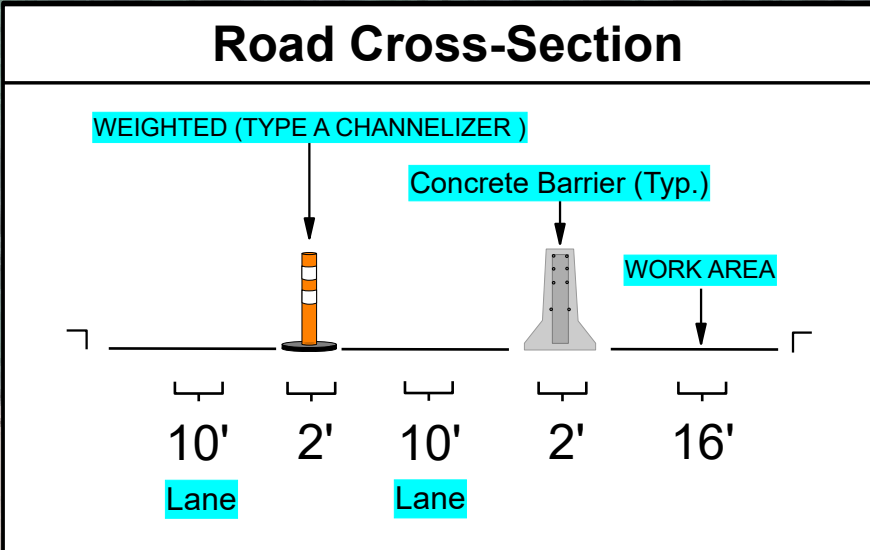 Road Cross-Section
WEIGHTED (TYPE A CHANNELIZER )
Concrete Barrier (Typ.)
WORK AREA
10' 2' 10' 2' 16'
Lane Lane